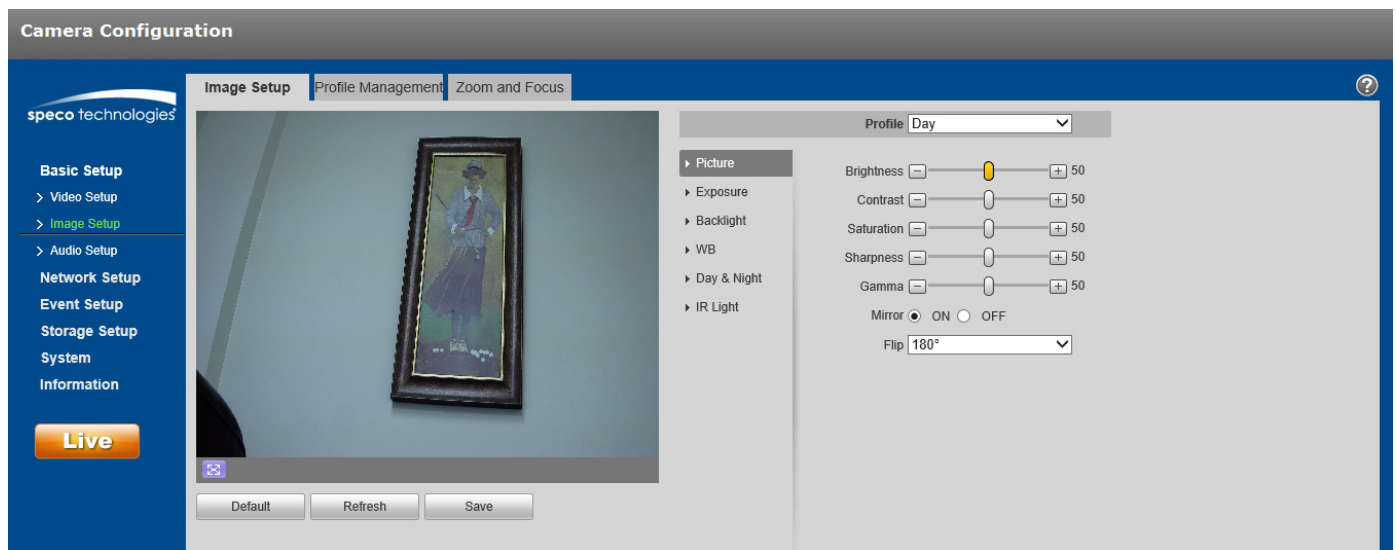 Camera Configuration
Image Setup Profile Management Zoom and Focus ?
speco technologies
Profile Day
Basic Setup
Video Setup
Image Setup
Audio Setup
Network Setup
Event Setup
Storage Setup
System
Information
Live
Picture
Exposure
Backlight
WB
Day & Night
IR Light
Brightness - + 50
Contrast - + 50
Saturation - + 50
Sharpness - + 50
Gamma - + 50
Mirror ON OFF
Flip 180°
Default Refresh Save